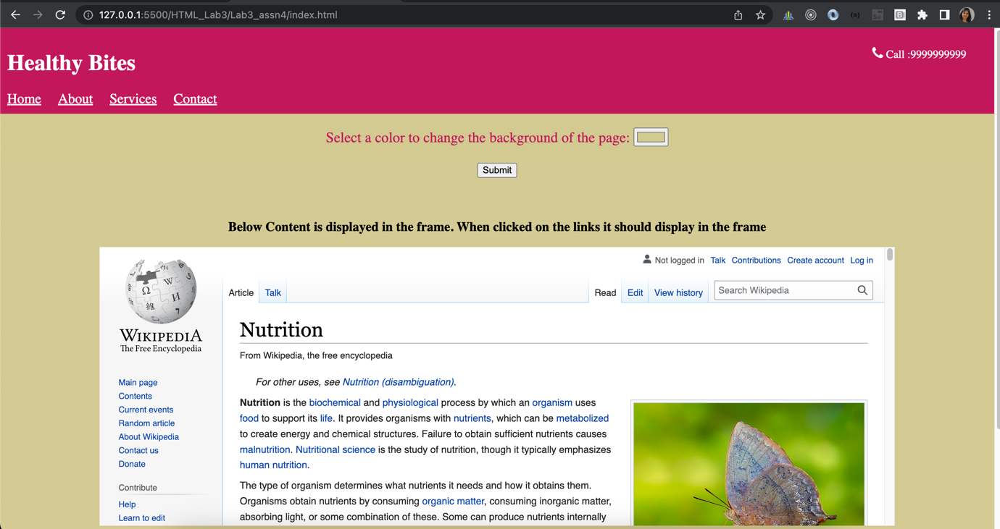 127.0.0.1:5500/HTML_Lab3/Lab3_assn4/index.html
Healthy Bites
Call :9999999999
Home About Services Contact
Select a color to change the background of the page:
Submit
Below Content is displayed in the frame. When clicked on the links it should display in the frame
Not logged in Talk Contributions Create account Log in
Article Talk Read Edit View history Search Wikipedia
WIKIPEDIA
The Free Encyclopedia
Main page
Contents
Current events
Random article
About Wikipedia
Contact us
Donate
Contribute
Help
Learn to edit
Nutrition
From Wikipedia, the free encyclopedia
For other uses, see Nutrition (disambiguation).
Nutrition is the biochemical and physiological process by which an organism uses
food to support its life. It provides organisms with nutrients, which can be metabolized
to create energy and chemical structures. Failure to obtain sufficient nutrients causes
malnutrition. Nutritional science is the study of nutrition, though it typically emphasizes
human nutrition.
The type of organism determines what nutrients it needs and how it obtains them.
Organisms obtain nutrients by consuming organic matter, consuming inorganic matter,
absorbing light, or some combination of these. Some can produce nutrients internally